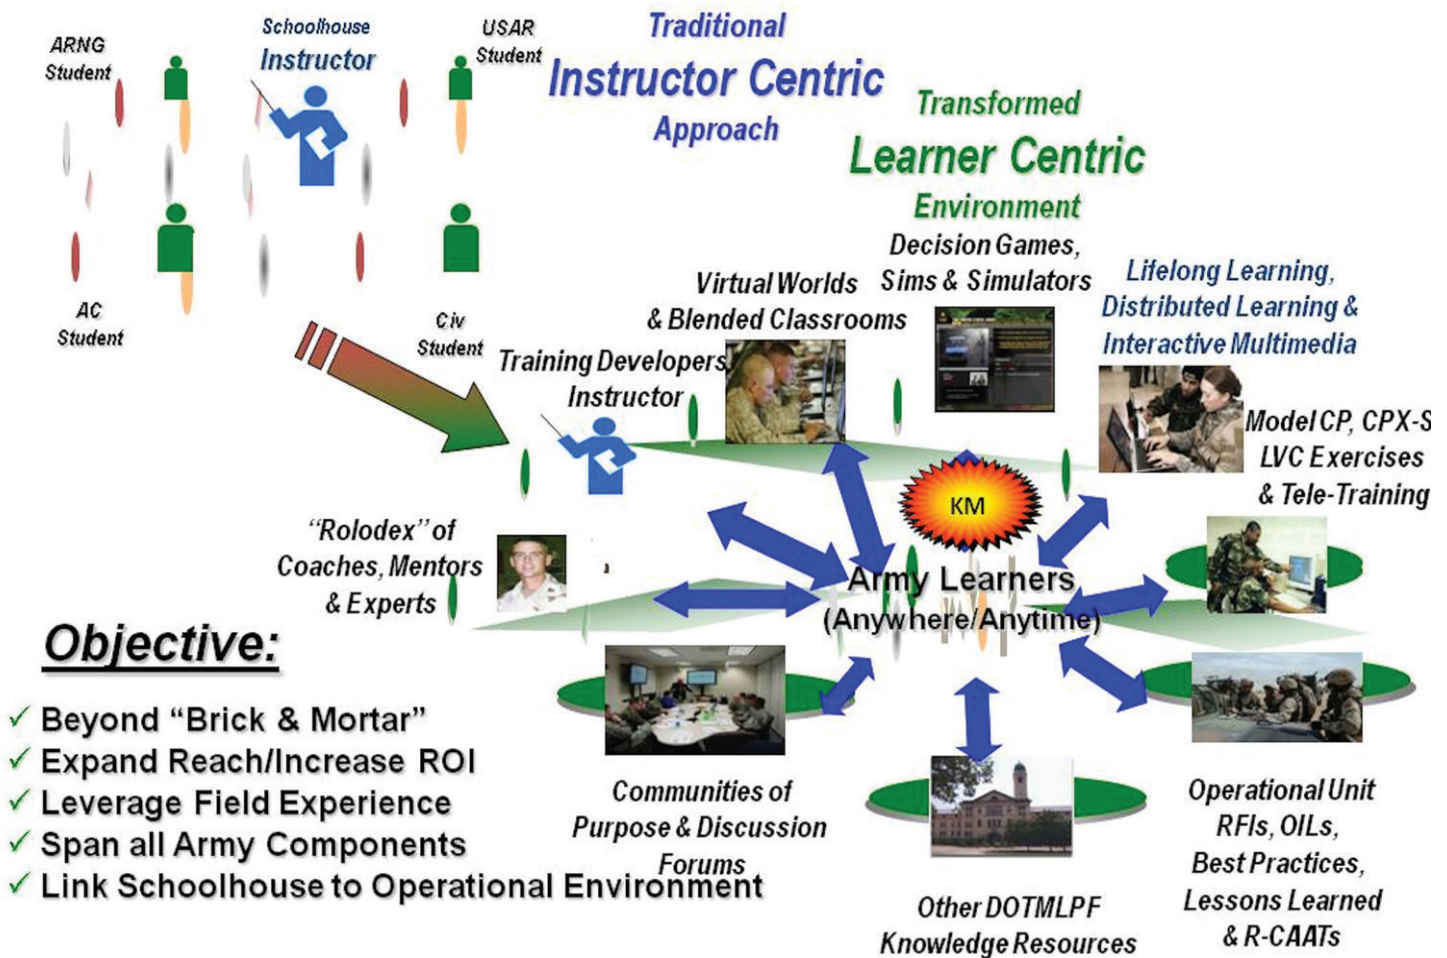 ARNG
Student
Schoolhouse
Instructor
USAR
Student
AC
Student
Civ
Student
Traditional
Instructor Centric
Approach
Transformed
Learner Centric
Environment
Decision Games,
Sims & Simulators
Virtual Worlds
& Blended Classrooms
Lifelong Learning,
Distributed Learning &
Interactive Multimedia
Training Developers
Instructor
Model CP, CPX-S
LVC Exercises
& Tele-Training
KM
"Rolodex" of
Coaches, Mentors
& Experts
Army Learners
(Anywhere/Anytime)
Objective:
✓ Beyond "Brick & Mortar"
✓ Expand Reach/Increase ROI
✓ Leverage Field Experience
✓ Span all Army Components
✓ Link Schoolhouse to Operational Environment
Communities of
Purpose & Discussion
Forums
Other DOTMLPF
Knowledge Resources
Operational Unit
RFIs, OILs,
Best Practices,
Lessons Learned
& R-CAATs